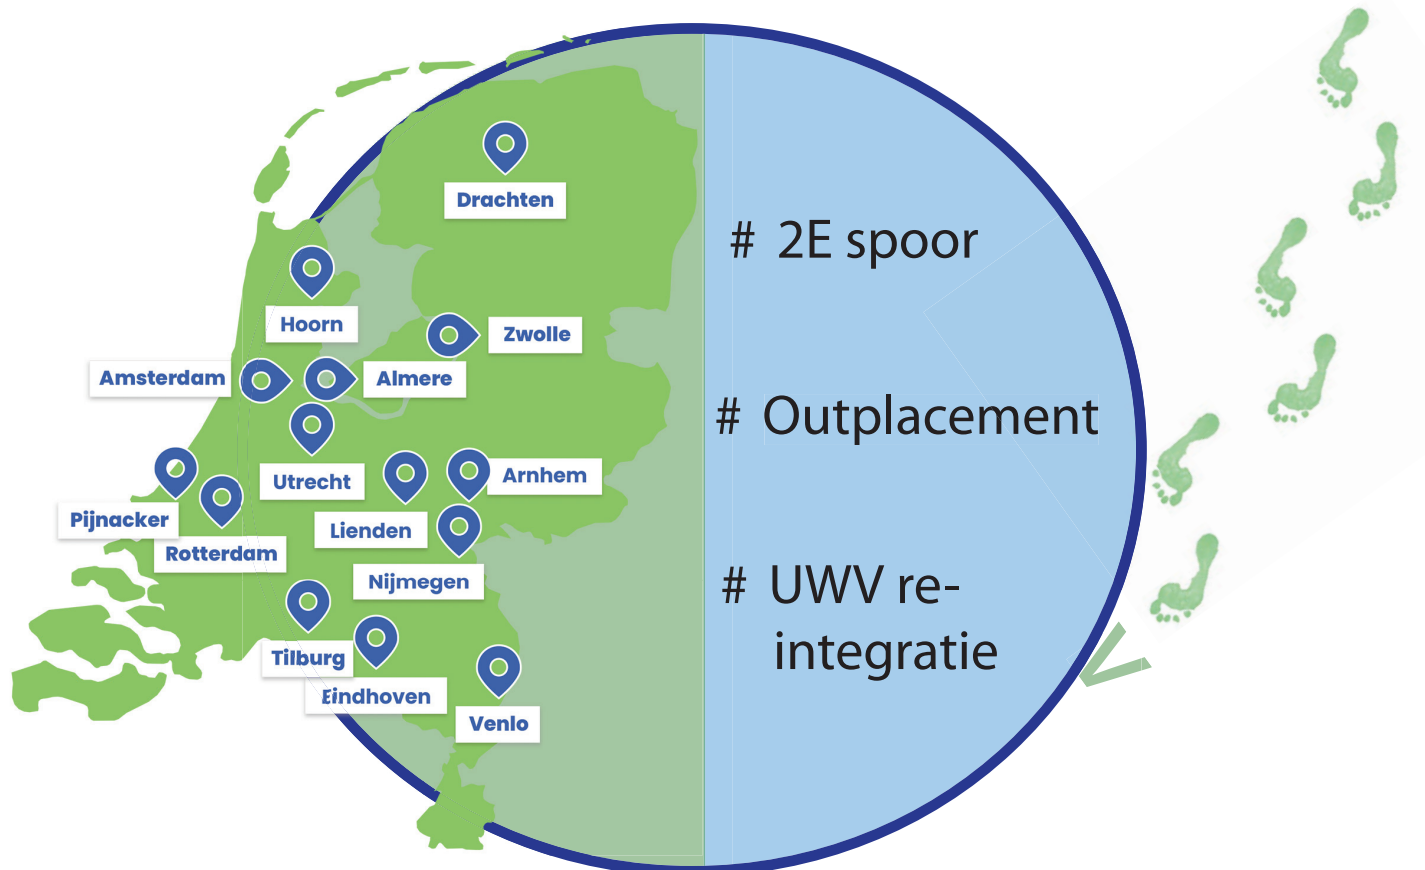 Drachten
Hoorn
Zwolle
Amsterdam
Almere
Utrecht
Arnhem
Pijnacker
Lienden
Rotterdam
Nijmegen
Tilburg
Eindhoven
Venlo
# 2E spoor
# Outplacement
# UWV re-
integratie